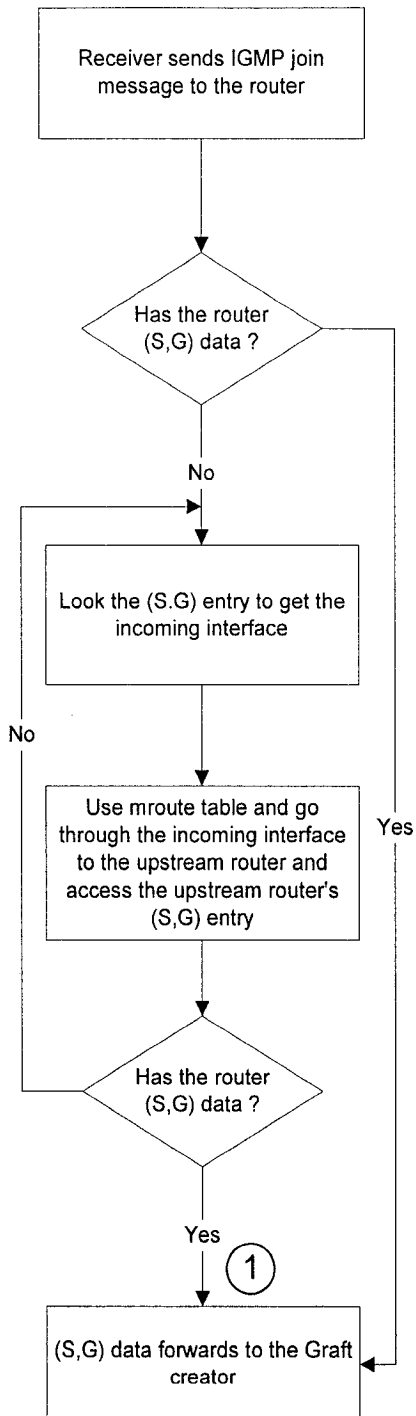 Receiver sends IGMP join
message to the router
Has the router
(S,G) data ?
No
Look the (S.G) entry to get the
incoming interface
No
Use mroute table and go
through the incoming interface
to the upstream router and
access the upstream router's
(S,G) entry
Yes
Has the router
(S,G) data ?
Yes
1
(S,G) data forwards to the Graft
creator